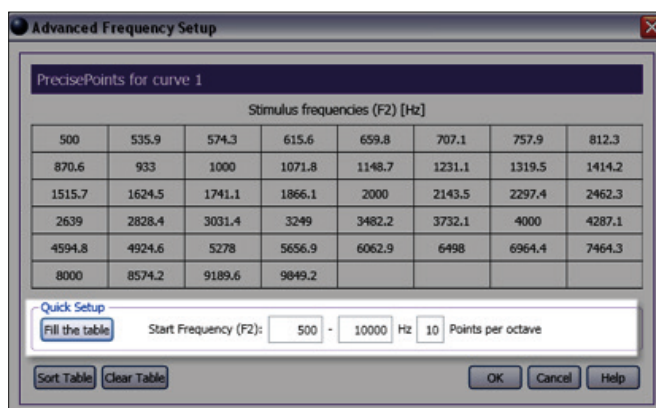 Advanced Frequency Setup
PrecisePoints for curve 1
Stimulus frequencies (F2) [Hz]
500 535.9 574.3 615.6 659.8 707.1 757.9 812.3
870.6 933 1000 1071.8 1148.7 1231.1 1319.5 1414.2
1515.7 1624.5 1741.1 1866.1 2000 2143.5 2297.4 2462.3
2639 2828.4 3031.4 3249 3482.2 3732.1 4000 4287.1
4594.8 4924.6 5278 5656.9 6062.9 6498 6964.4 7464.3
8000 8574.2 9189.6 9849.2
Quick Setup
Fill the table Start Frequency (F2): 500 - 10000 Hz 10 Points per octave
Sort Table Clear Table OK Cancel Help